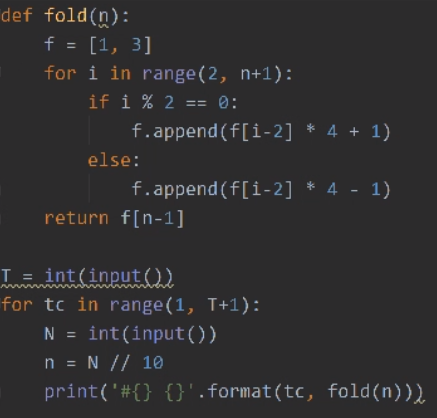 def fold(n):
    f = [1, 3]
    for i in range(2, n+1):
        if i % 2 == 0:
            f.append(f[i-2] * 4 + 1)
        else:
            f.append(f[i-2] * 4 - 1)
    return f[n-1]

T = int(input())
for tc in range(1, T+1):
    N = int(input())
    n = N // 10
    print('#{} {}'.format(tc, fold(n)))